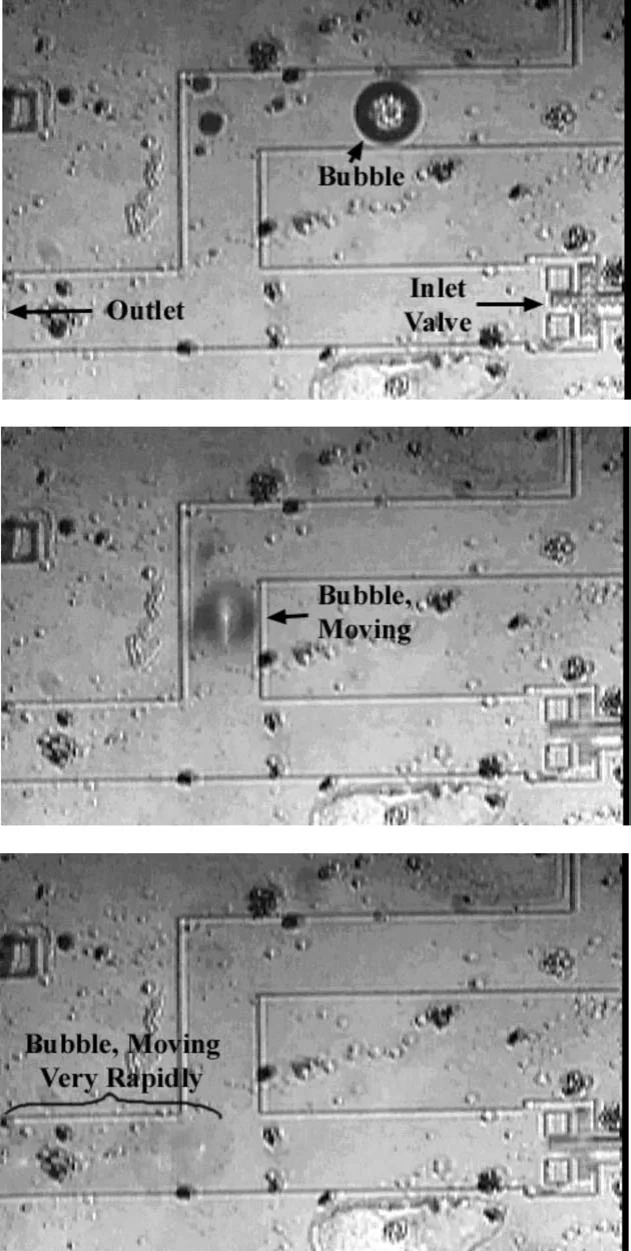 Bubble
Outlet
Inlet
Valve
Bubble,
Moving
Bubble, Moving
Very Rapidly